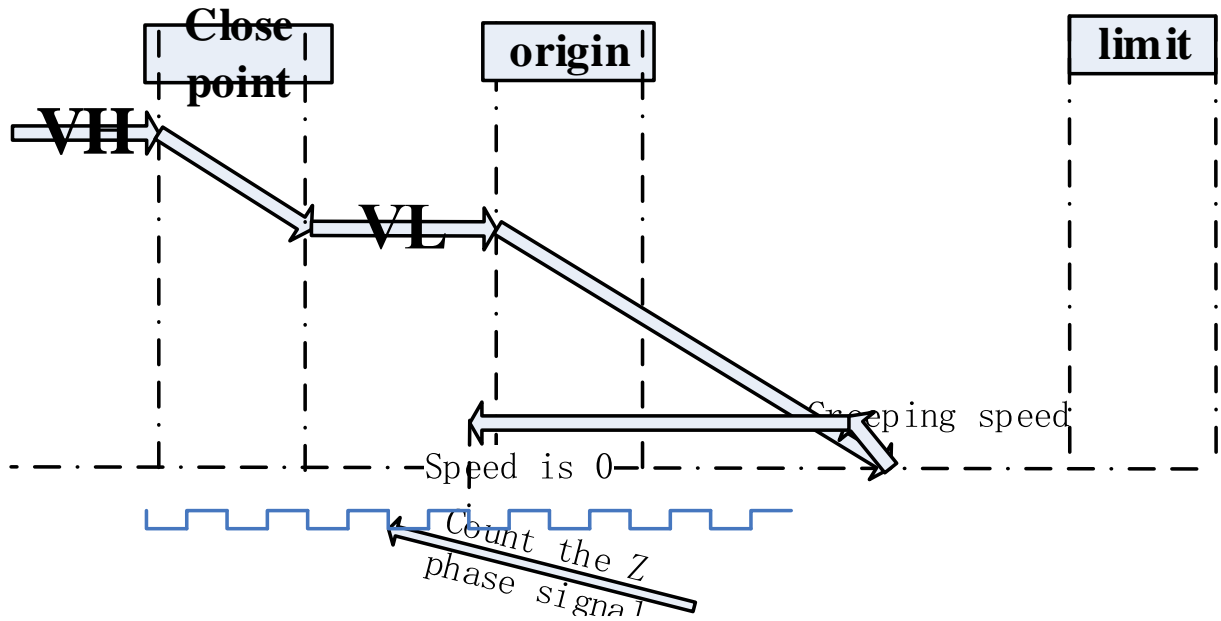 Close
point
origin
limit
VH
VL
Creeping speed
Speed is 0
Count the Z
phase signal